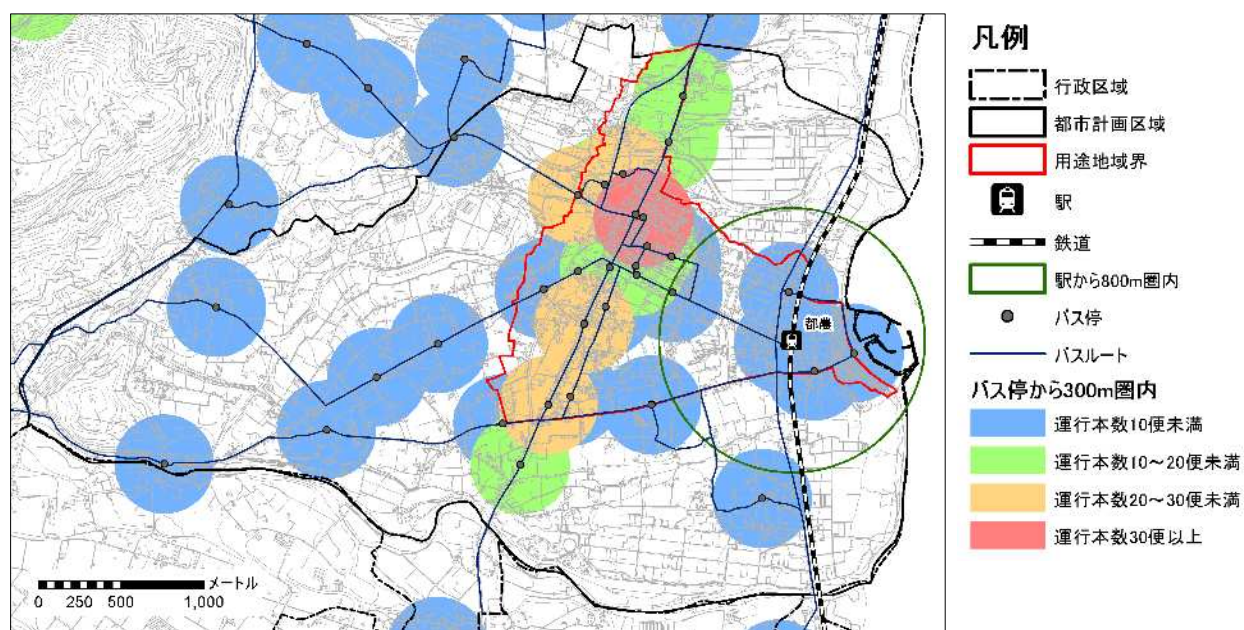 都農
メートル
0 250 500 1,000
凡例
行政区域
都市計画区域
用途地域界
駅
鉄道
駅から800m圏内
バス停
バスルート
バス停から300m圏内
運行本数10便未満
運行本数10～20便未満
運行本数20～30便未満
運行本数30便以上